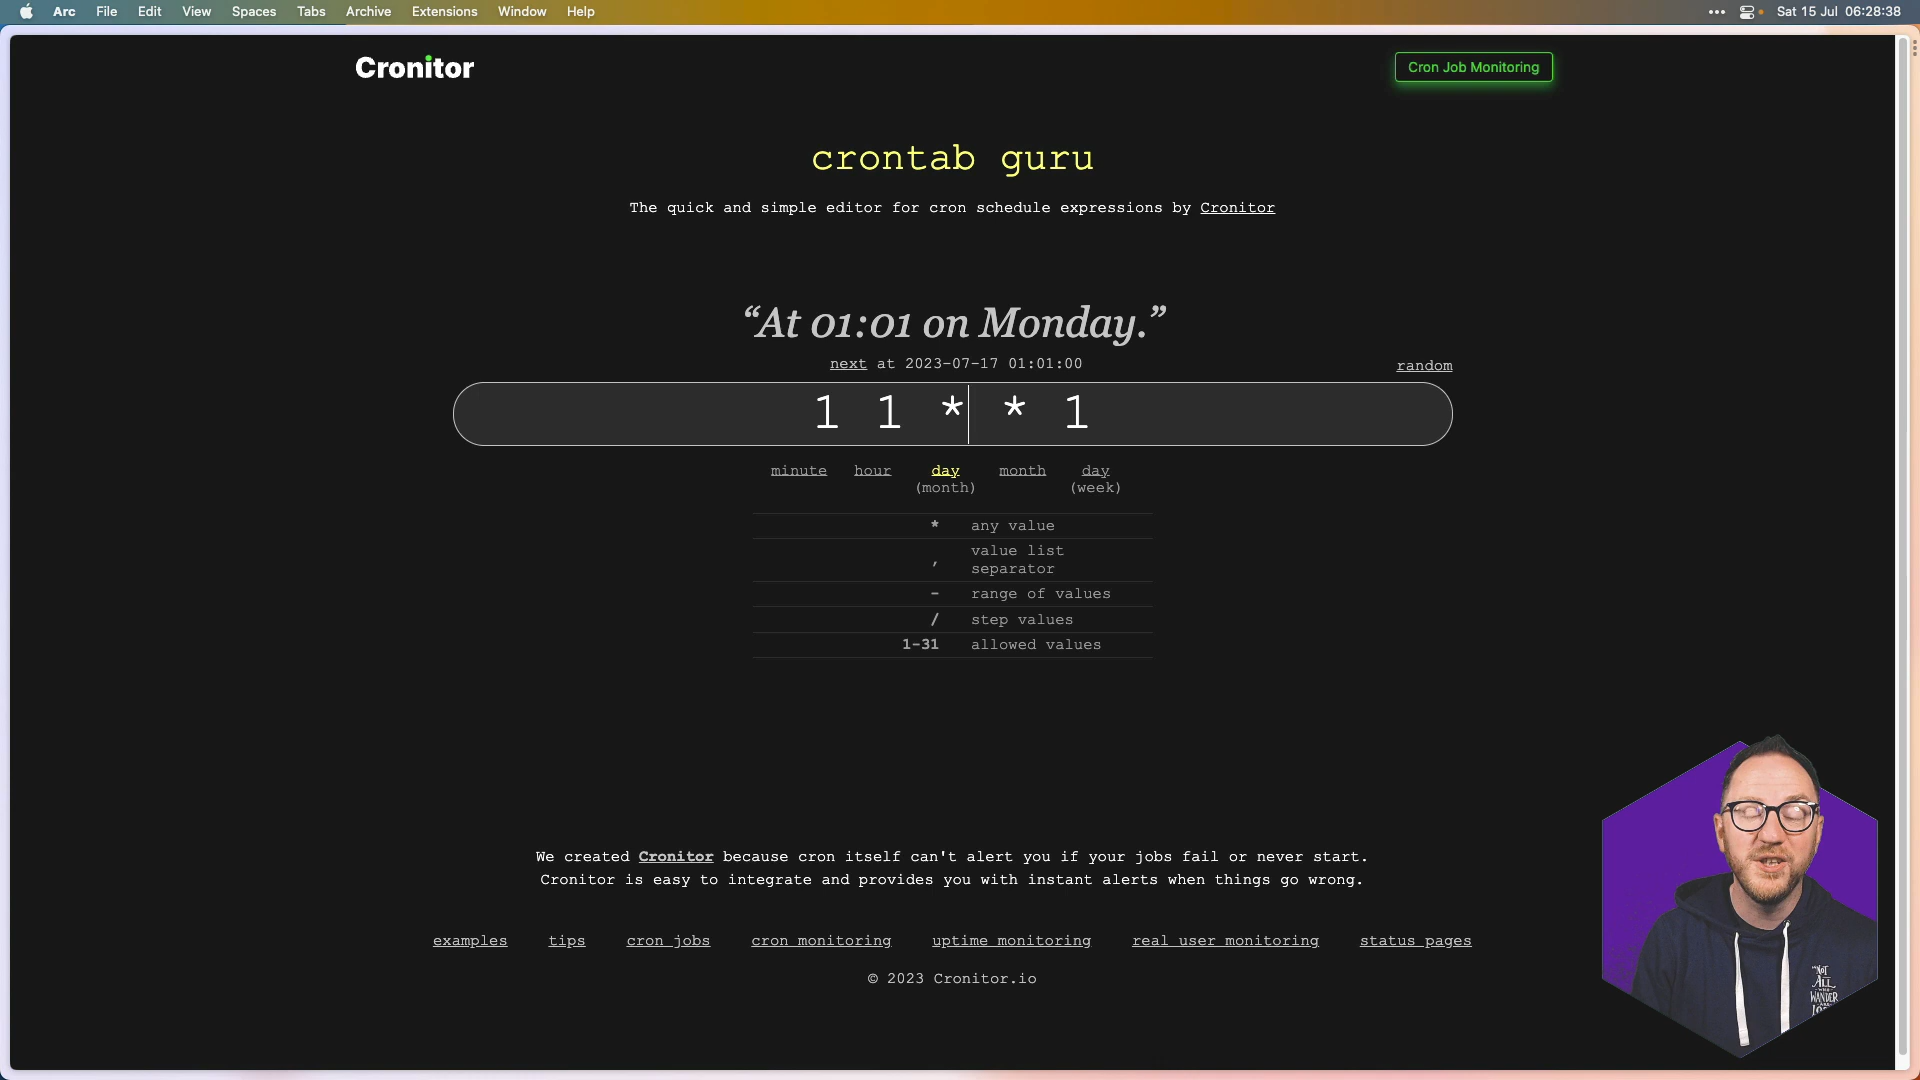 Arc File Edit View Spaces Tabs Archive Extensions Window Help
Sat 15 Jul 06:28:38
Cronitor
Cron Job Monitoring
crontab guru
The quick and simple editor for cron schedule expressions by Cronitor
“At 01:01 on Monday.”
next at 2023-07-17 01:01:00
random
1 1 * * 1
minute hour day month day
(month) (week)
* any value
, value list
separator
- range of values
/ step values
1-31 allowed values
We created Cronitor because cron itself can't alert you if your jobs fail or never start.
Cronitor is easy to integrate and provides you with instant alerts when things go wrong.
examples tips cron jobs cron monitoring uptime monitoring real user monitoring status pages
© 2023 Cronitor.io
NOT
ALL
WHO
WANDER
ARE